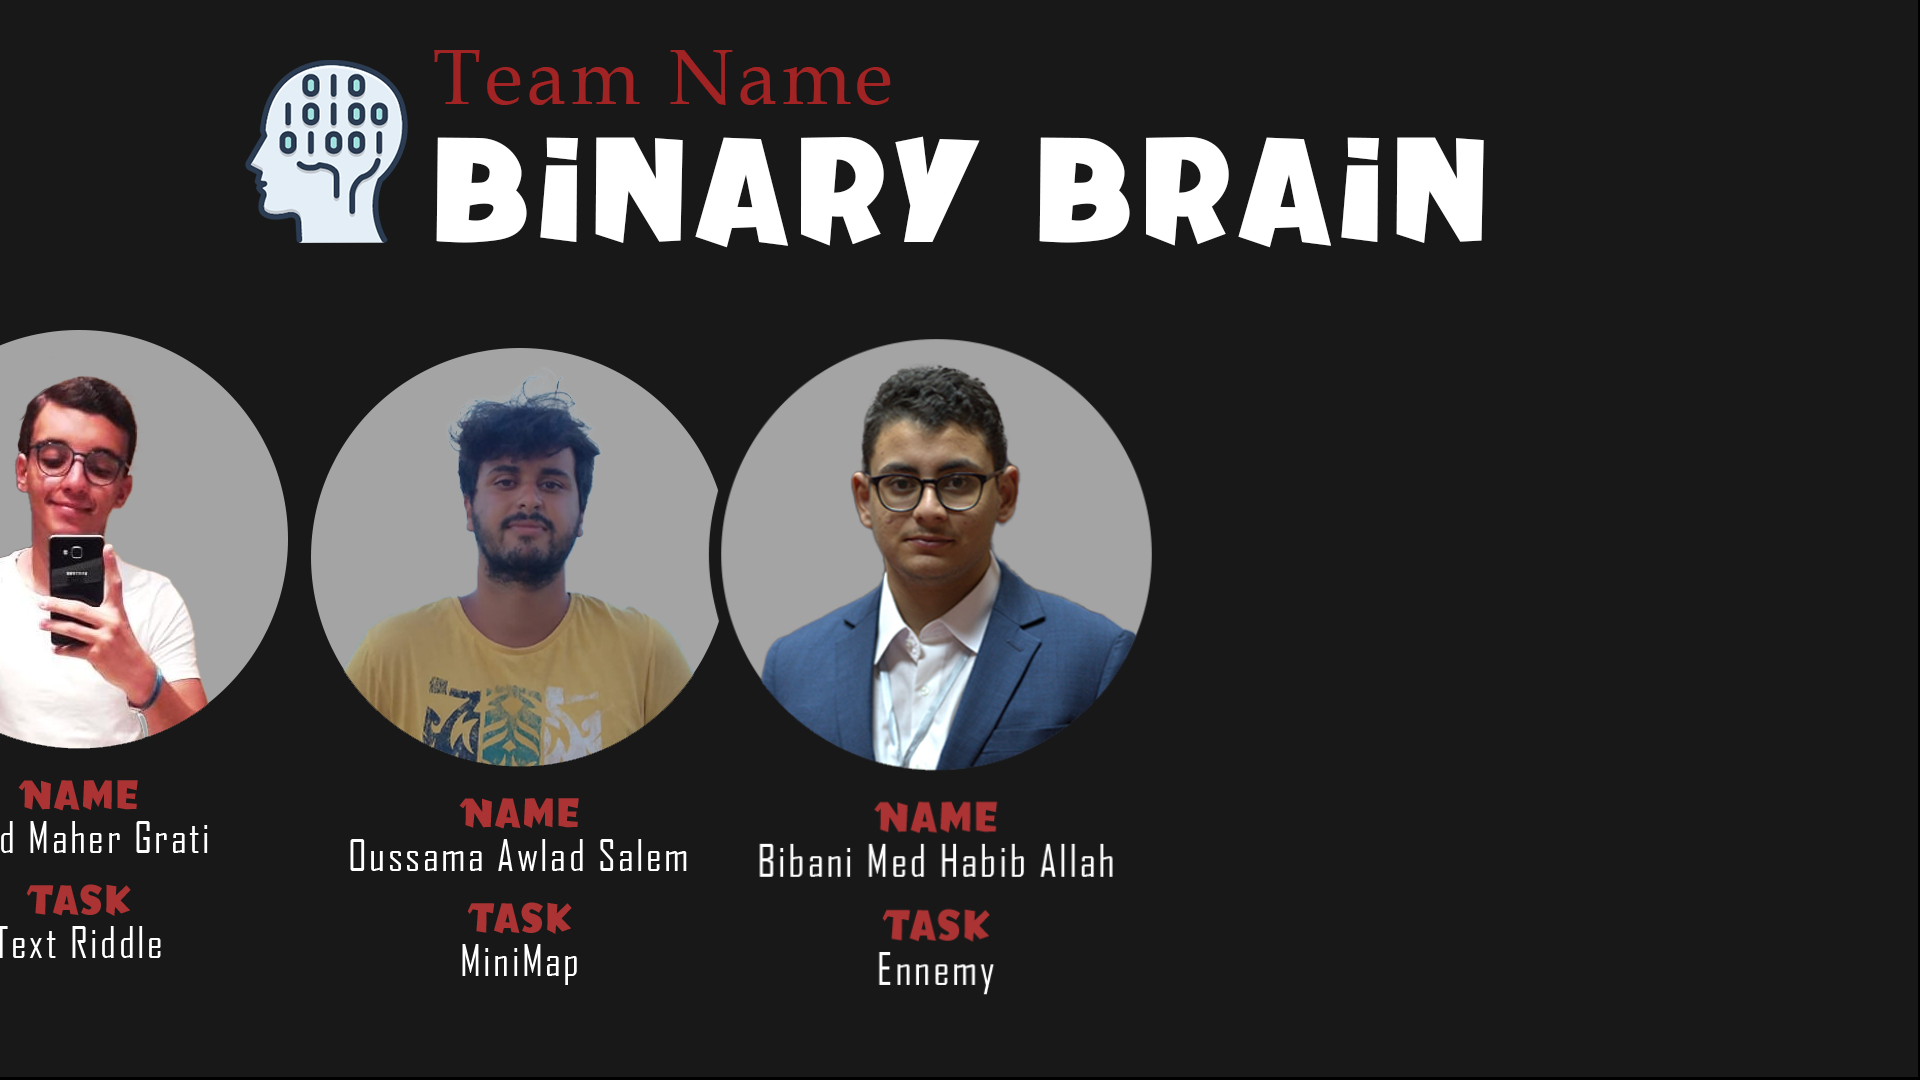 Team Name
BiNARY BRAiN
010
10100
01001
NAME
d Maher Grati
TASK
Text Riddle
NAME
Oussama Awlad Salem
TASK
MiniMap
NAME
Bibani Med Habib Allah
TASK
Ennemy